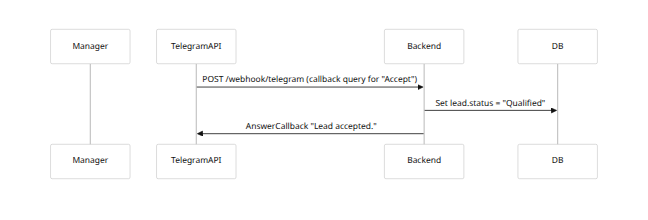 Manager TelegramAPI Backend DB
POST /webhook/telegram (callback query for "Accept")
Set lead.status = "Qualified"
AnswerCallback "Lead accepted."
Manager TelegramAPI Backend DB